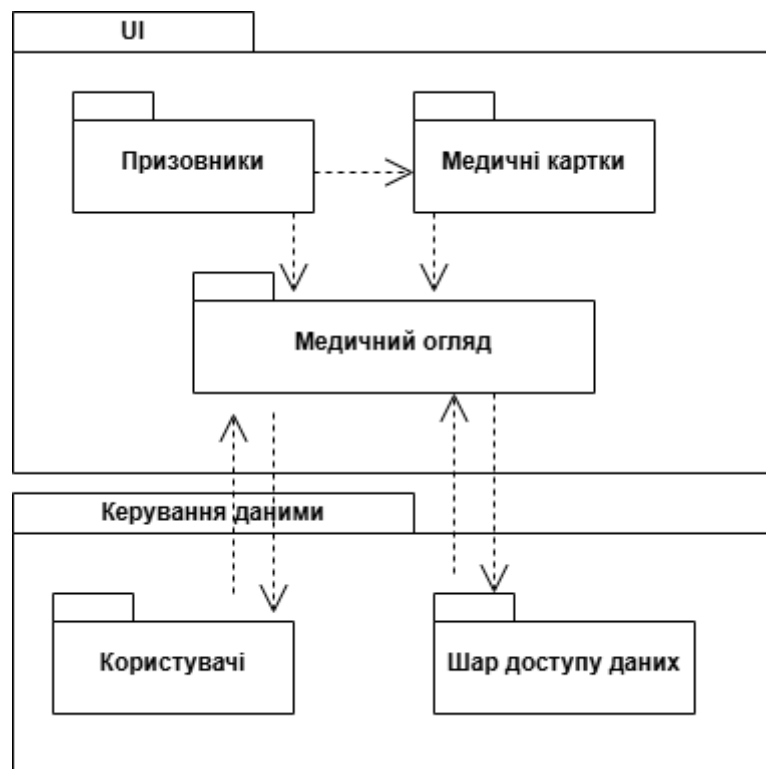 UI
Призовники
Медичні картки
Медичний огляд
Керування даними
Користувачі
Шар доступу даних